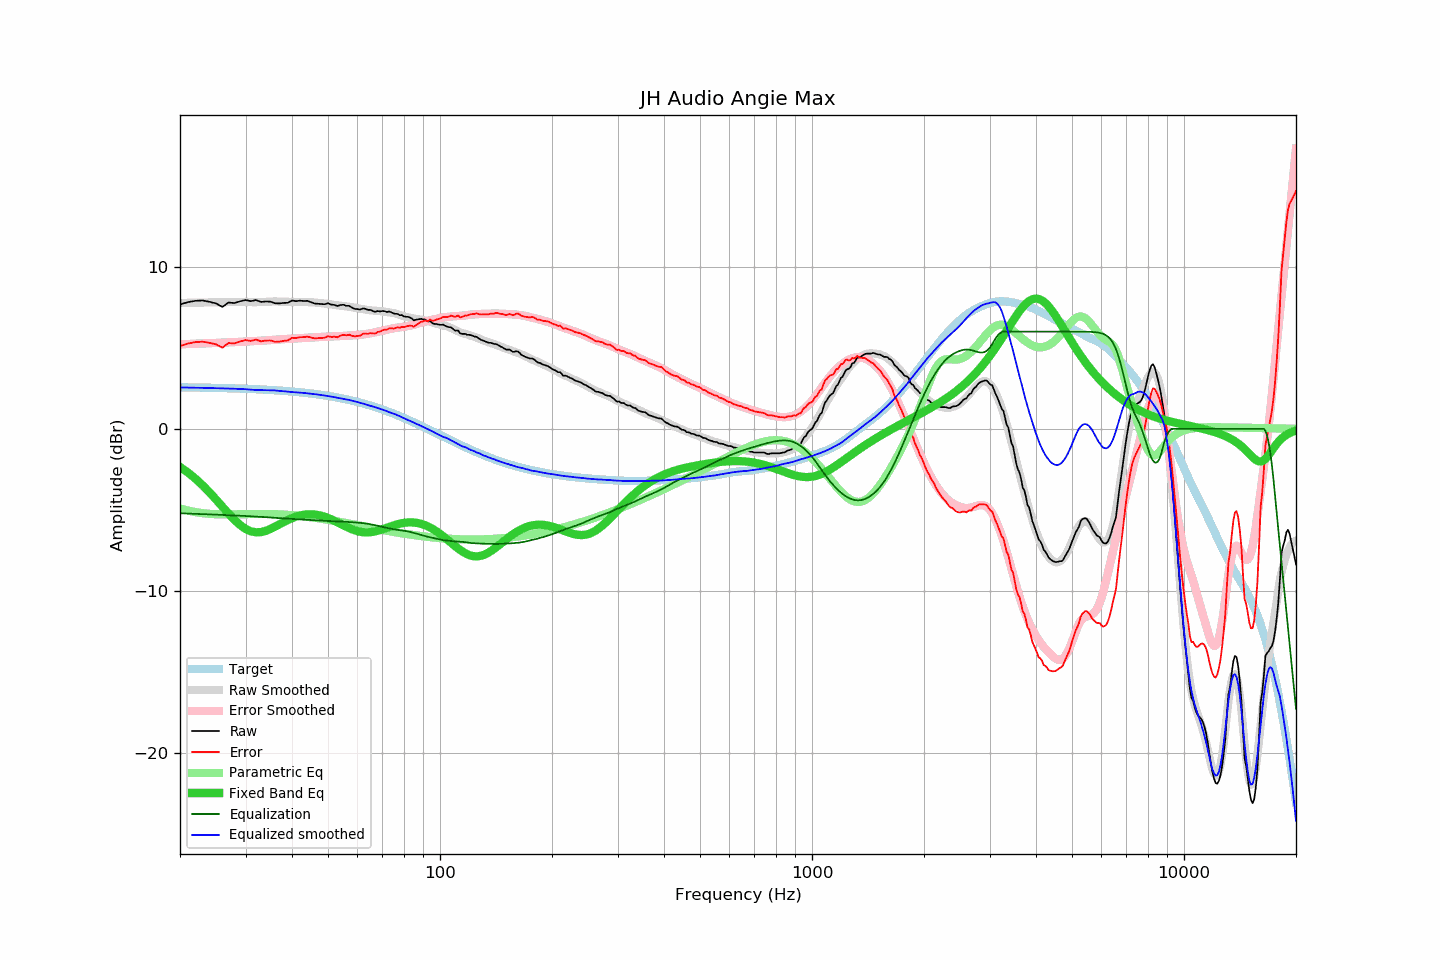 JH Audio Angie Max
Amplitude (dBr)
10
0
−10
−20
Target
Raw Smoothed
Error Smoothed
Raw
Error
Parametric Eq
Fixed Band Eq
Equalization
Equalized smoothed
100
1000
10000
Frequency (Hz)